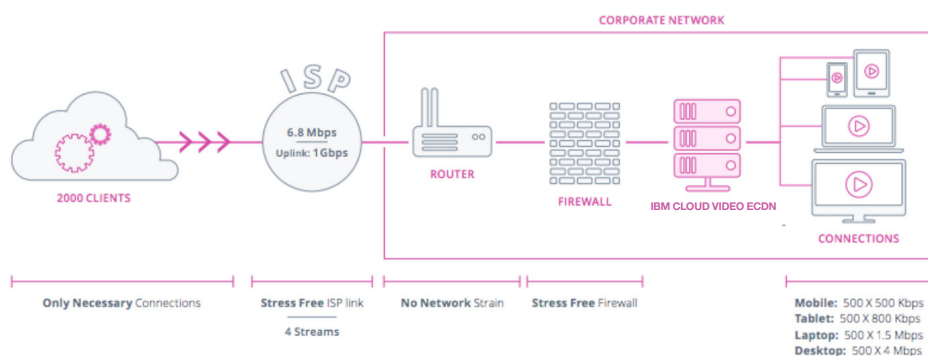 CORPORATE NETWORK
ISP
6.8 Mbps
Uplink: 1Gbps
2000 CLIENTS
ROUTER
FIREWALL
IBM CLOUD VIDEO ECDN
CONNECTIONS
Only Necessary Connections
Stress Free ISP link
4 Streams
No Network Strain
Stress Free Firewall
Mobile: 500 X 500 Kbps
Tablet: 500 X 800 Kbps
Laptop: 500 X 1.5 Mbps
Desktop: 500 X 4 Mbps